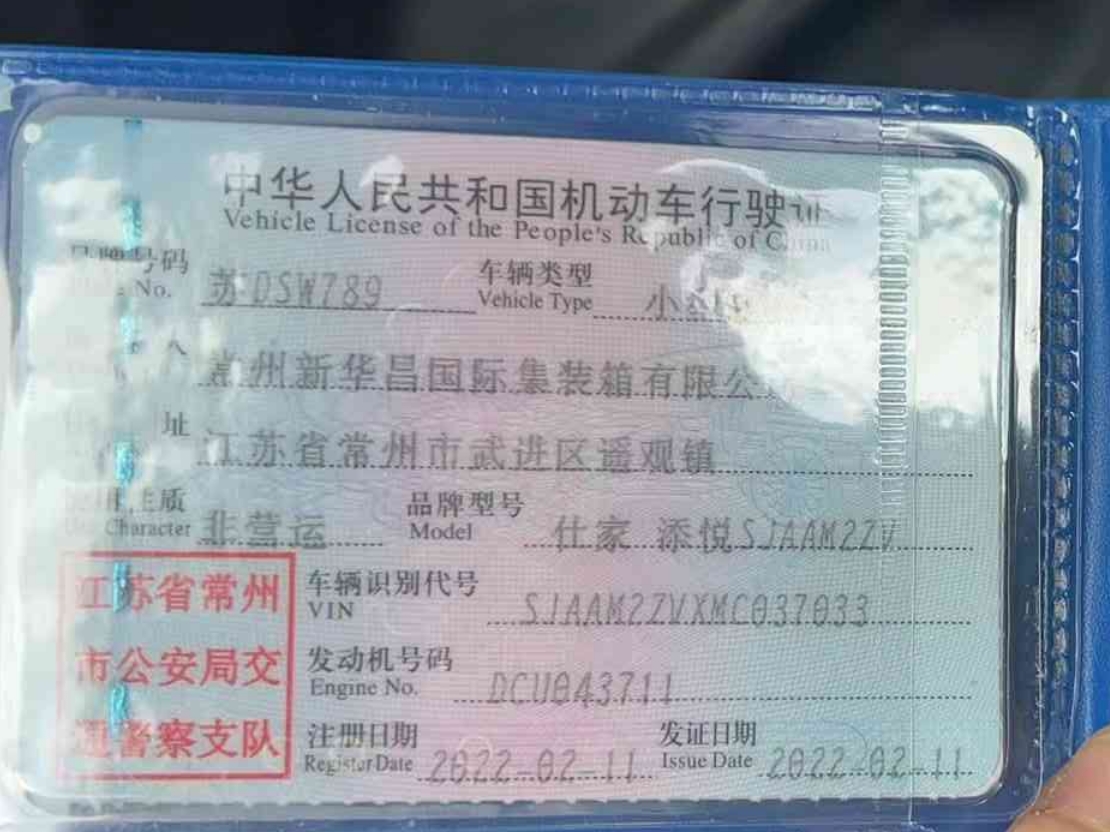 中华人民共和国机动车行驶证
Vehicle License of the People's Republic of China
号码 苏DSW789 车辆类型 小
No. Vehicle Type
人 常州新华昌国际集装箱有限公
址 江苏省常州市武进区遥观镇
性质 非营运 品牌型号 仕家 添悦SJAAM2ZV
Character Model
江苏省常州
市公安局交
通警察支队
车辆识别代号 SJAAM2ZVXMC037033
VIN
发动机号码 DCU043711
Engine No.
注册日期 2022-02-11 发证日期 2022-02-11
Register Date Issue Date